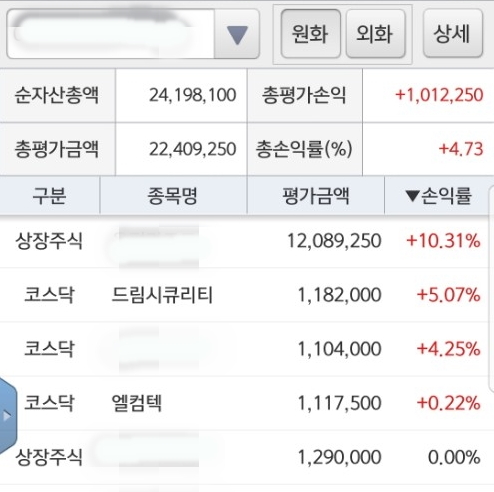 원화 외화 상세
순자산총액 24,198,100 총평가손익 +1,012,250
총평가금액 22,409,250 총손익률(%) +4.73
구분 종목명 평가금액 ▼손익률
상장주식 12,089,250 +10.31%
코스닥 드림시큐리티 1,182,000 +5.07%
코스닥 1,104,000 +4.25%
코스닥 엘컴텍 1,117,500 +0.22%
상장주식 1,290,000 0.00%